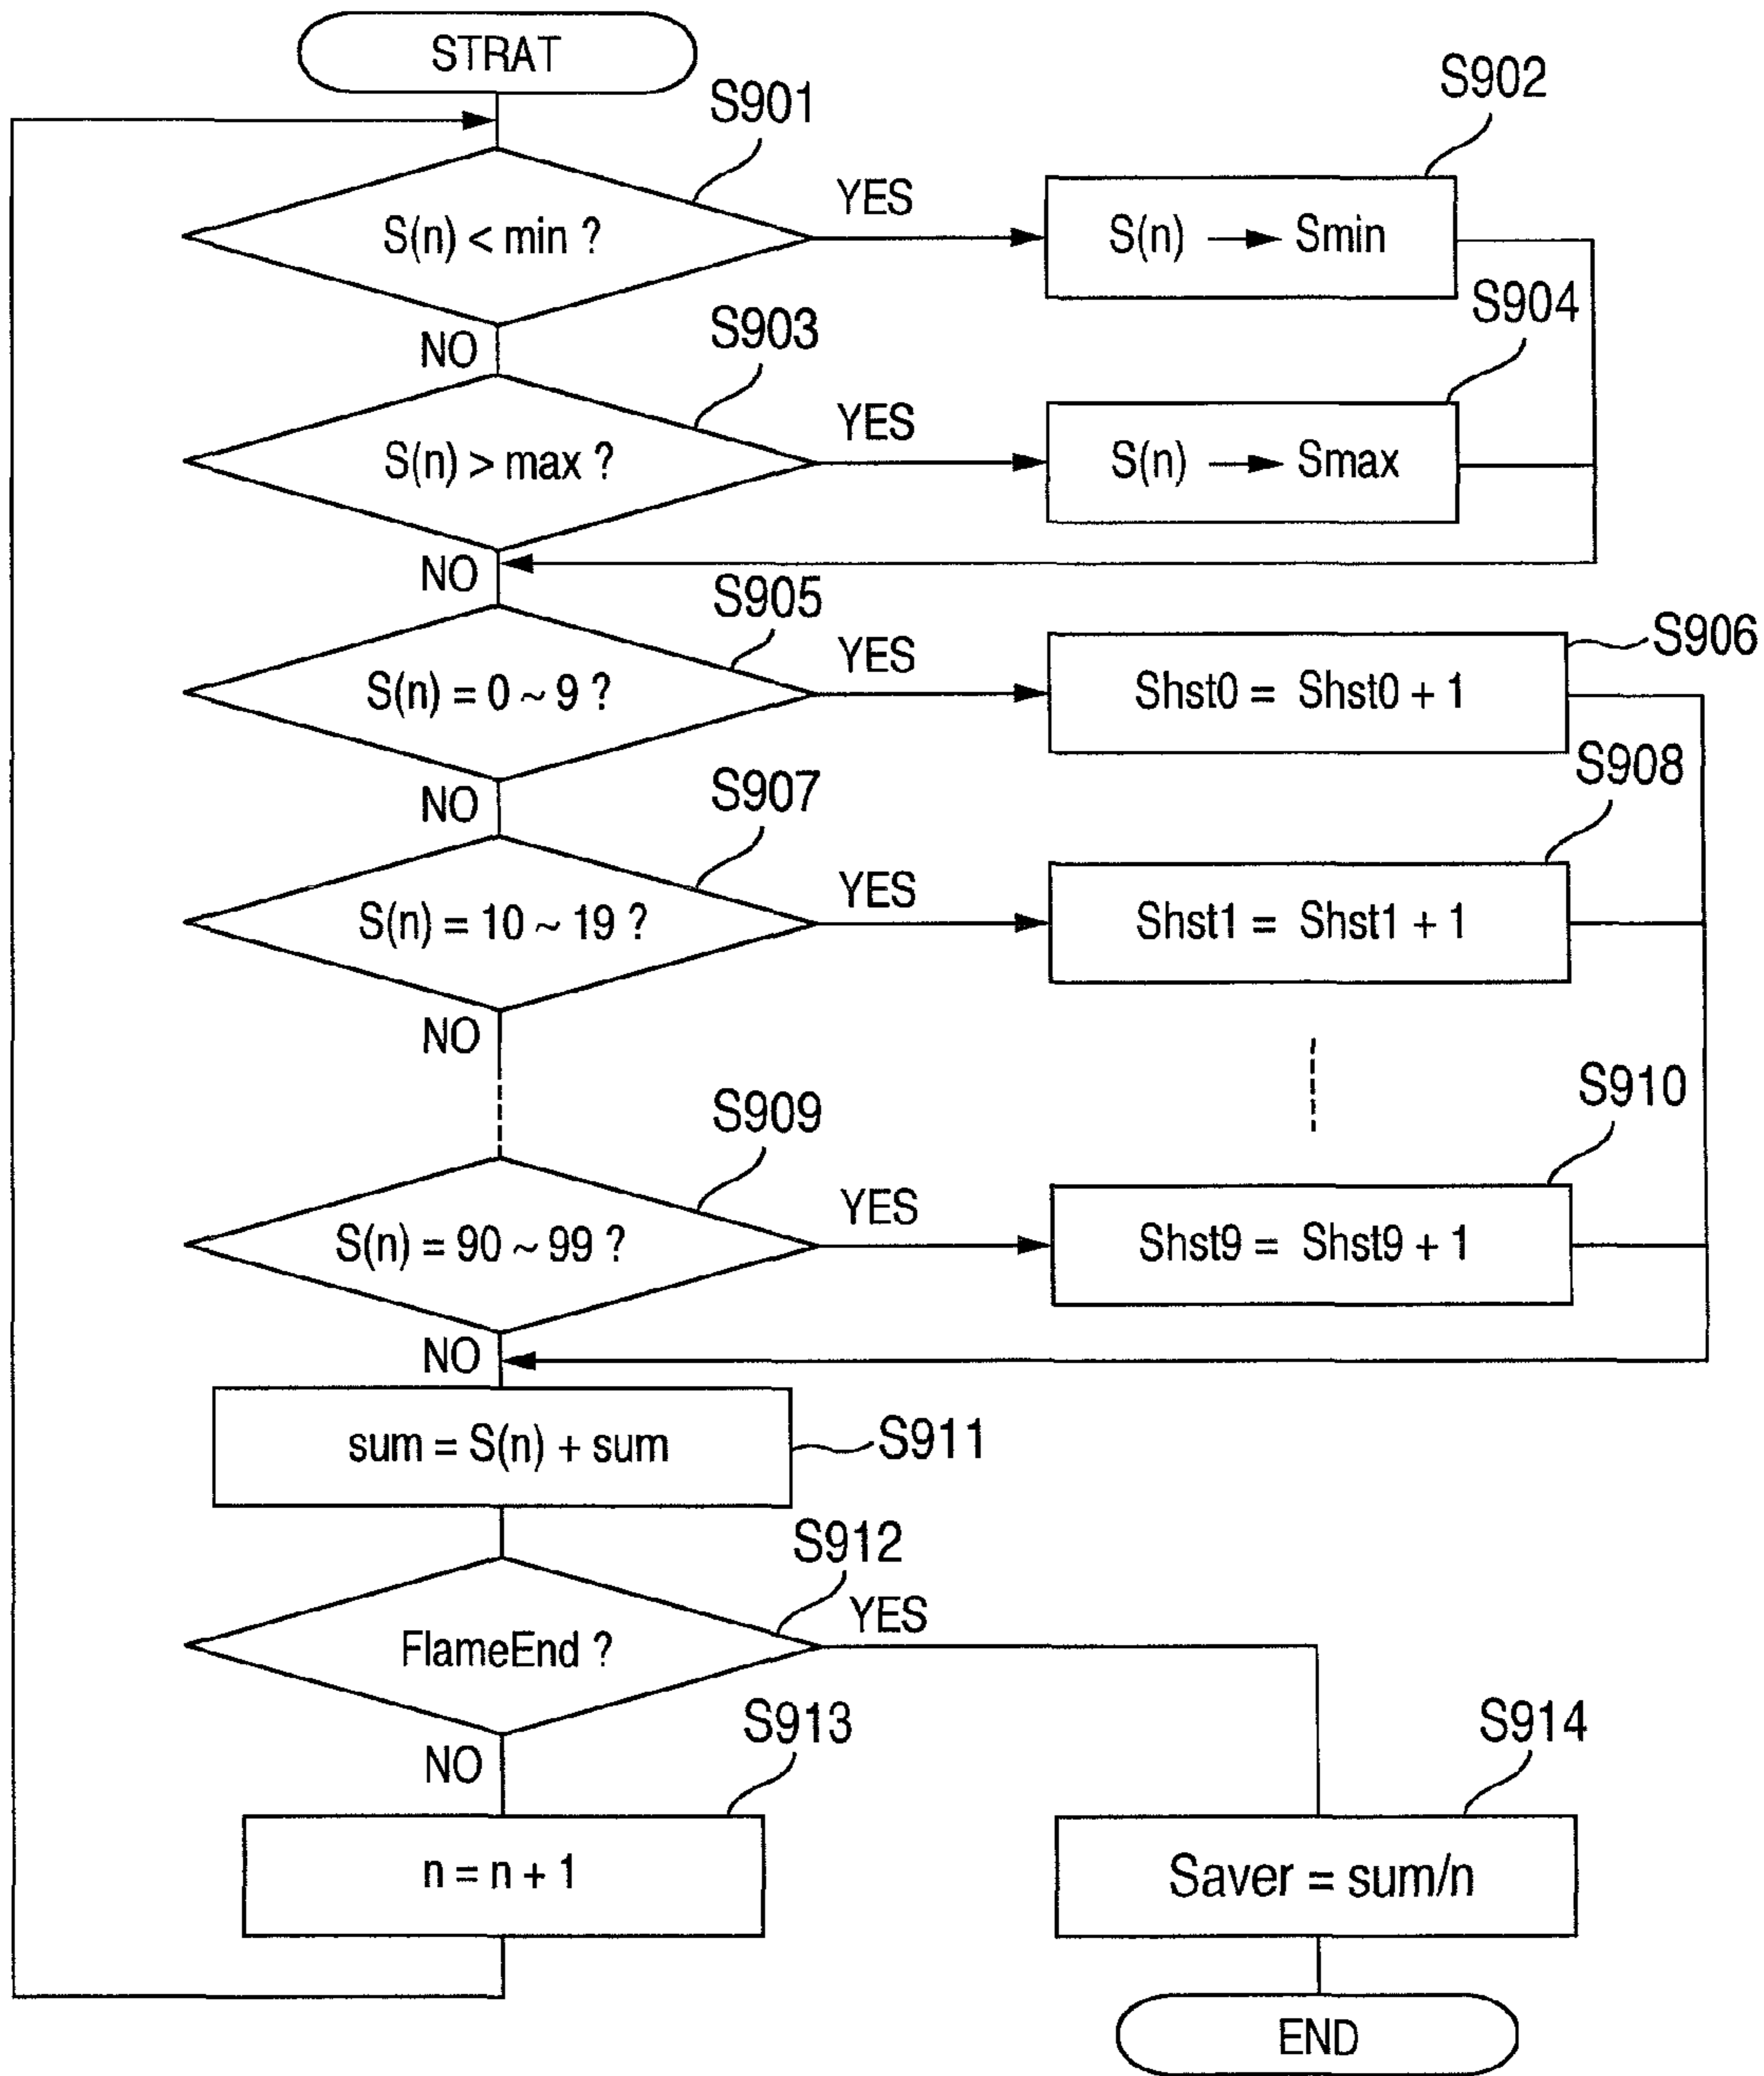 STRAT
S901
S(n) < min ?
YES
S902
S(n) → Smin
NO
S903
S(n) > max ?
YES
S904
S(n) → Smax
NO
S905
S(n) = 0 ~ 9 ?
YES
S906
Shst0 = Shst0 + 1
NO
S907
S(n) = 10 ~ 19 ?
YES
S908
Shst1 = Shst1 + 1
NO
S909
S(n) = 90 ~ 99 ?
YES
S910
Shst9 = Shst9 + 1
NO
sum = S(n) + sum
S911
S912
FlameEnd ?
YES
NO
S913
n = n + 1
S914
Saver = sum/n
END